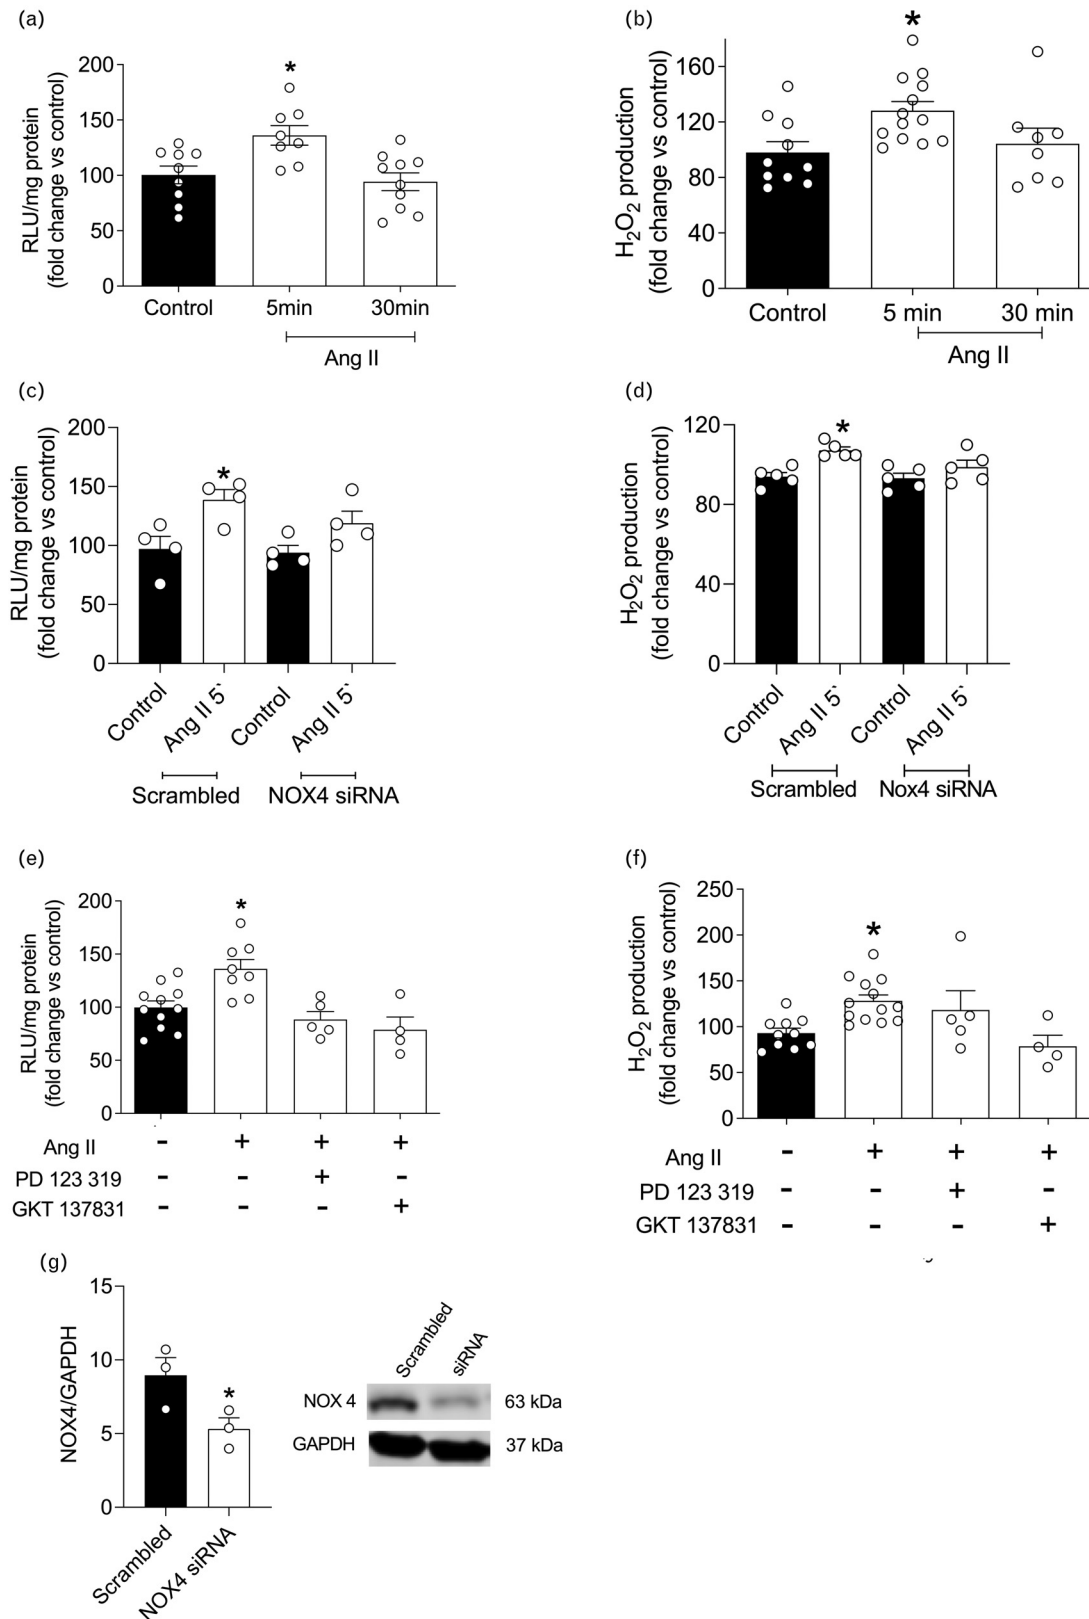 (a)
RLU/mg protein
(fold change vs control)
200
150
100
50
0
*
Control
5min
30min
Ang II
(b)
H2O2 production
(fold change vs control)
160
120
80
40
0
*
Control
5 min
30 min
Ang II
(c)
RLU/mg protein
(fold change vs control)
200
150
100
50
0
*
Control
Ang II 5`
Control
Ang II 5`
Scrambled
NOX4 siRNA
(d)
H2O2 production
(fold change vs control)
120
80
40
0
*
Control
Ang II 5`
Control
Ang II 5`
Scrambled
Nox4 siRNA
(e)
RLU/mg protein
(fold change vs control)
200
150
100
50
0
*
Ang II - + + +
PD 123 319 - - + -
GKT 137831 - - - +
(f)
H2O2 production
(fold change vs control)
250
200
150
100
50
0
*
Ang II - + + +
PD 123 319 - - + -
GKT 137831 - - - +
(g)
NOX4/GAPDH
15
10
5
0
*
Scrambled
NOX4 siRNA
Scrambled
siRNA
NOX 4 63 kDa
GAPDH 37 kDa